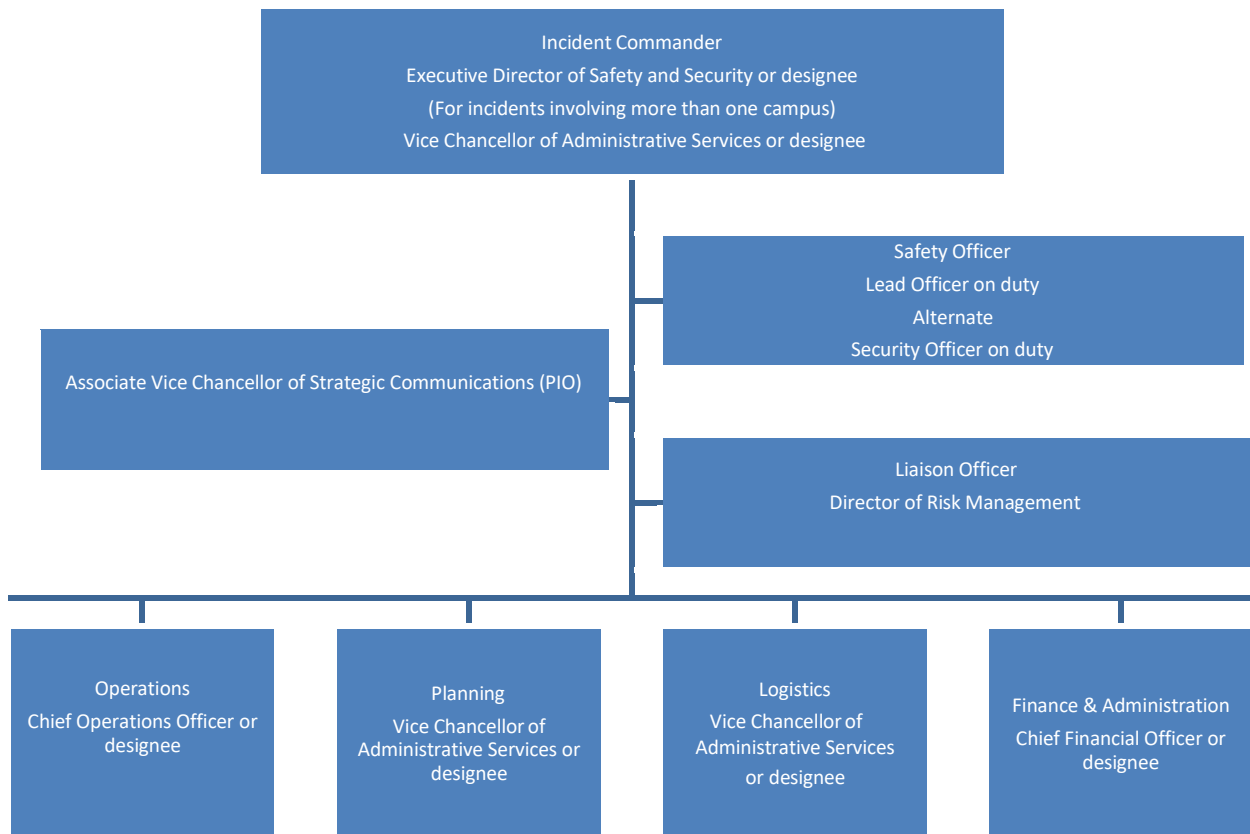 Incident Commander
Executive Director of Safety and Security or designee
(For incidents involving more than one campus)
Vice Chancellor of Administrative Services or designee
Safety Officer
Lead Officer on duty
Alternate
Security Officer on duty
Associate Vice Chancellor of Strategic Communications (PIO)
Liaison Officer
Director of Risk Management
Operations
Chief Operations Officer or
designee
Planning
Vice Chancellor of
Administrative Services or
designee
Logistics
Vice Chancellor of
Administrative Services
or designee
Finance & Administration
Chief Financial Officer or
designee